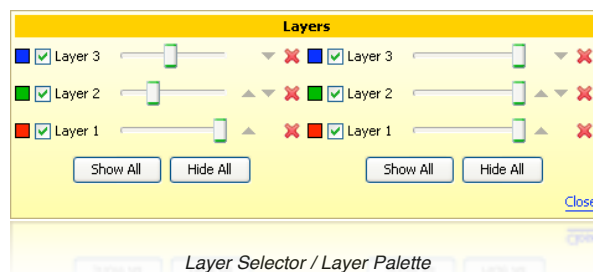 Layers
Layer 3 Layer 3
Layer 2 Layer 2
Layer 1 Layer 1
Show All Hide All Show All Hide All
Close
Layer Selector / Layer Palette